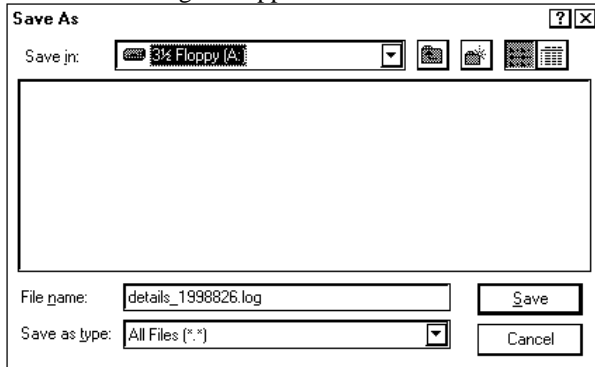 Save As
Save in: 3½ Floppy (A:
File name: details_1998826.log Save
Save as type: All Files (*.*) Cancel